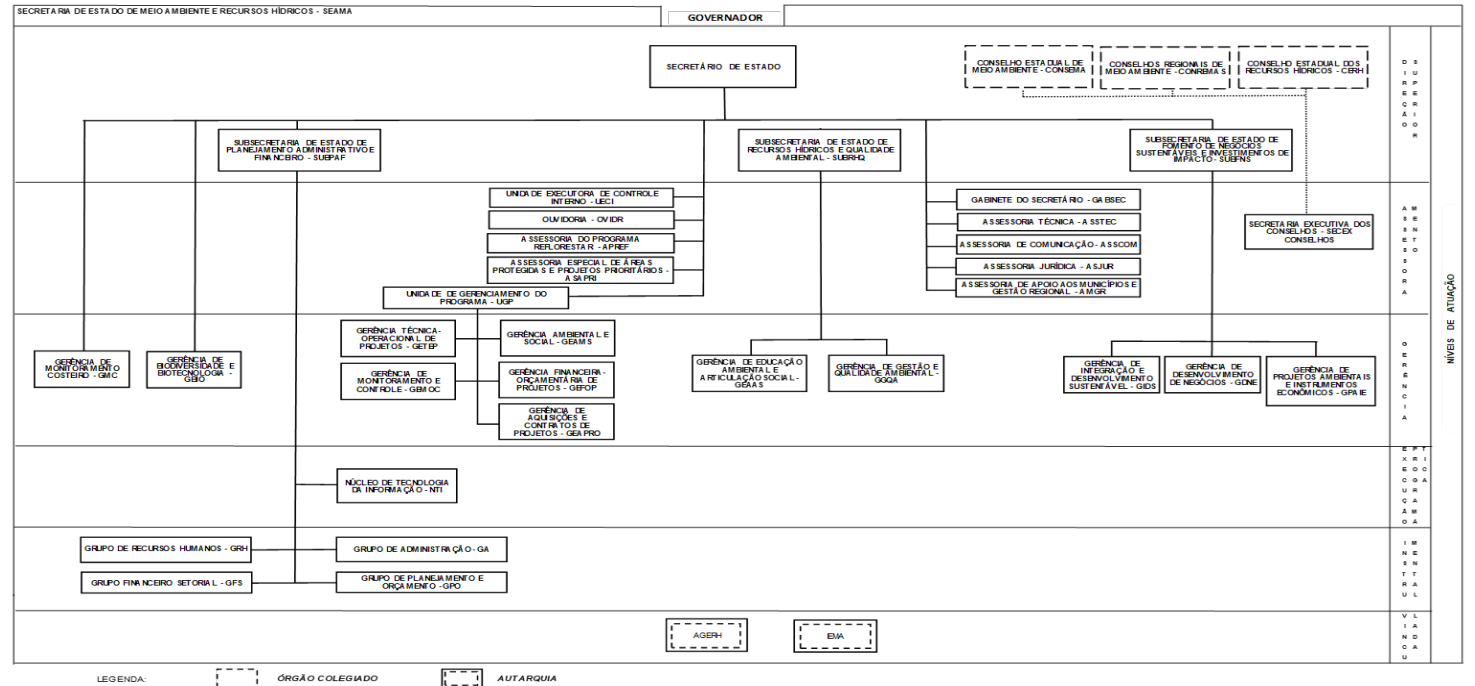 SECRETARIA DE ESTADO DE MEIO AMBIENTE E RECURSOS HÍDRICOS - SEAMA
GOVERNADOR
SECRETÁRIO DE ESTADO
CONSELHO ESTADUAL DE
MEIO AMBIENTE - CONSEMA
CONSELHOS REGIONAIS DE
MEIO AMBIENTE - CONREMAS
CONSELHO ESTADUAL DOS
RECURSOS HÍDRICOS - CERH
DIREÇÃO
SUPERIOR
SUBSECRETARIA DE ESTADO DE
PLANEJAMENTO ADMINISTRATIVO E
FINANCEIRO - SUBPAF
SUBSECRETARIA DE ESTADO DE
RECURSOS HÍDRICOS E QUALIDADE
AMBIENTAL - SUBRHQ
SUBSECRETARIA DE ESTADO DE
FOMENTO DE NEGÓCIOS
SUSTENTÁVEIS E INVESTIMENTOS DE
IMPACTO - SUBFNS
UNIDADE EXECUTORA DE CONTROLE
INTERNO - UECI
OUVIDORIA - OVIDR
ASSESSORIA DO PROGRAMA
REFLORESTAR - APREF
ASSESSORIA ESPECIAL DE ÁREAS
PROTEGIDAS E PROJETOS PRIORITÁRIOS -
ASAPRI
UNIDADE DE GERENCIAMENTO DO
PROGRAMA - UGP
GABINETE DO SECRETÁRIO - GABSEC
ASSESSORIA TÉCNICA - ASSTEC
ASSESSORIA DE COMUNICAÇÃO - ASSCOM
ASSESSORIA JURÍDICA - ASJUR
ASSESSORIA DE APOIO AOS MUNICÍPIOS E
GESTÃO REGIONAL - AMGR
SECRETARIA EXECUTIVA DOS
CONSELHOS - SECEX
CONSELHOS
ASSESSORA
MENTO
NÍVEIS DE ATUAÇÃO
GERÊNCIA DE
MONITORAMENTO
COSTEIRO - GMC
GERÊNCIA DE
BIODIVERSIDADE E
BIOTECNOLOGIA -
GBIO
GERÊNCIA TÉCNICA-
OPERACIONAL DE
PROJETOS - GETEP
GERÊNCIA AMBIENTAL E
SOCIAL - GEAMS
GERÊNCIA DE
MONITORAMENTO E
CONTROLE - GEMOC
GERÊNCIA FINANCEIRA-
ORÇAMENTÁRIA DE
PROJETOS - GEFOP
GERÊNCIA DE
AQUISIÇÕES E
CONTRATOS DE
PROJETOS - GEAPRO
GERÊNCIA DE EDUCAÇÃO
AMBIENTAL E
ARTICULAÇÃO SOCIAL -
GEAAS
GERÊNCIA DE GESTÃO E
QUALIDADE AMBIENTAL -
GGQA
GERÊNCIA DE
INTEGRAÇÃO E
DESENVOLVIMENTO
SUSTENTÁVEL - GIDS
GERÊNCIA DE
DESENVOLVIMENTO
DE NEGÓCIOS - GDNE
GERÊNCIA DE
PROJETOS AMBIENTAIS
E INSTRUMENTOS
ECONÔMICOS - GPAIE
GERÊNCIA
NÚCLEO DE TECNOLOGIA
DA INFORMAÇÃO - NTI
EXECUÇÃO
PROGRAMÁ
TICA
GRUPO DE RECURSOS HUMANOS - GRH
GRUPO DE ADMINISTRAÇÃO - GA
GRUPO FINANCEIRO SETORIAL - GFS
GRUPO DE PLANEJAMENTO E
ORÇAMENTO - GPO
INSTRU
MENTAL
AGERH
IEMA
VINCU
LADA
LEGENDA:
ÓRGÃO COLEGIADO
AUTARQUIA